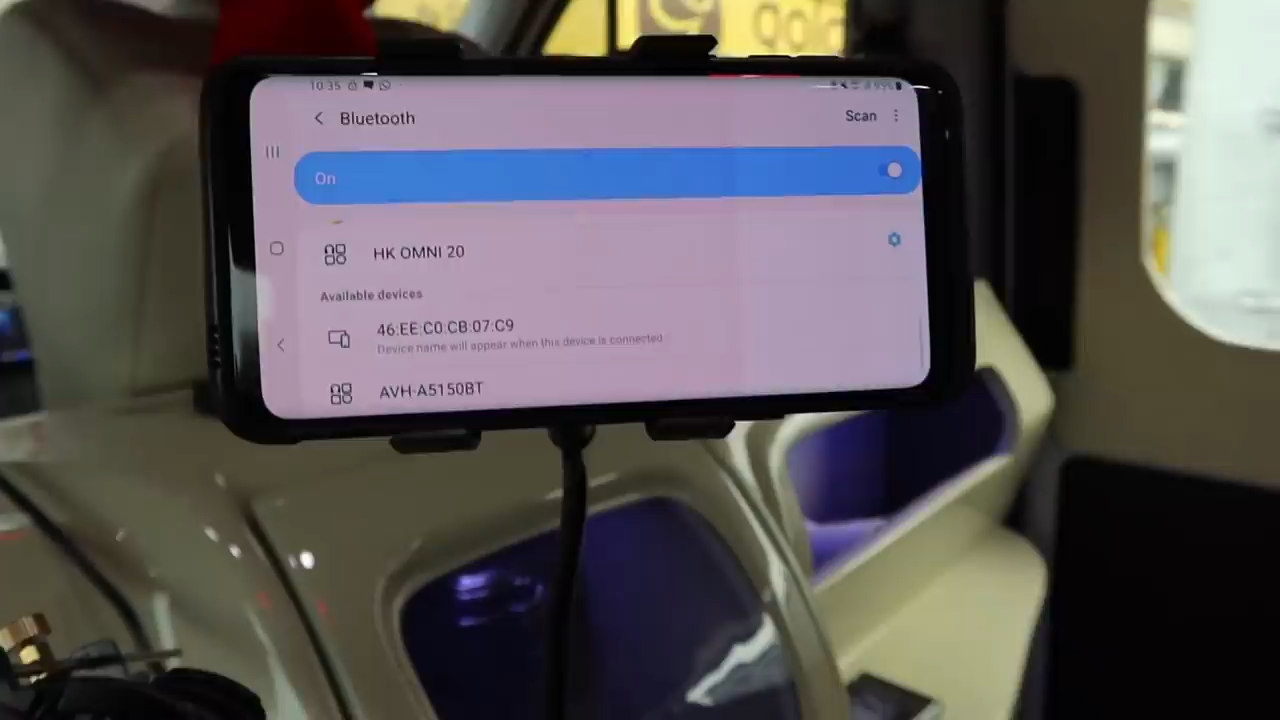 10:35
Bluetooth
Scan
On
HK OMNI 20
Available devices
46:EE:C0:CB:07:C9
Device name will appear when this device is connected.
AVH-A5150BT